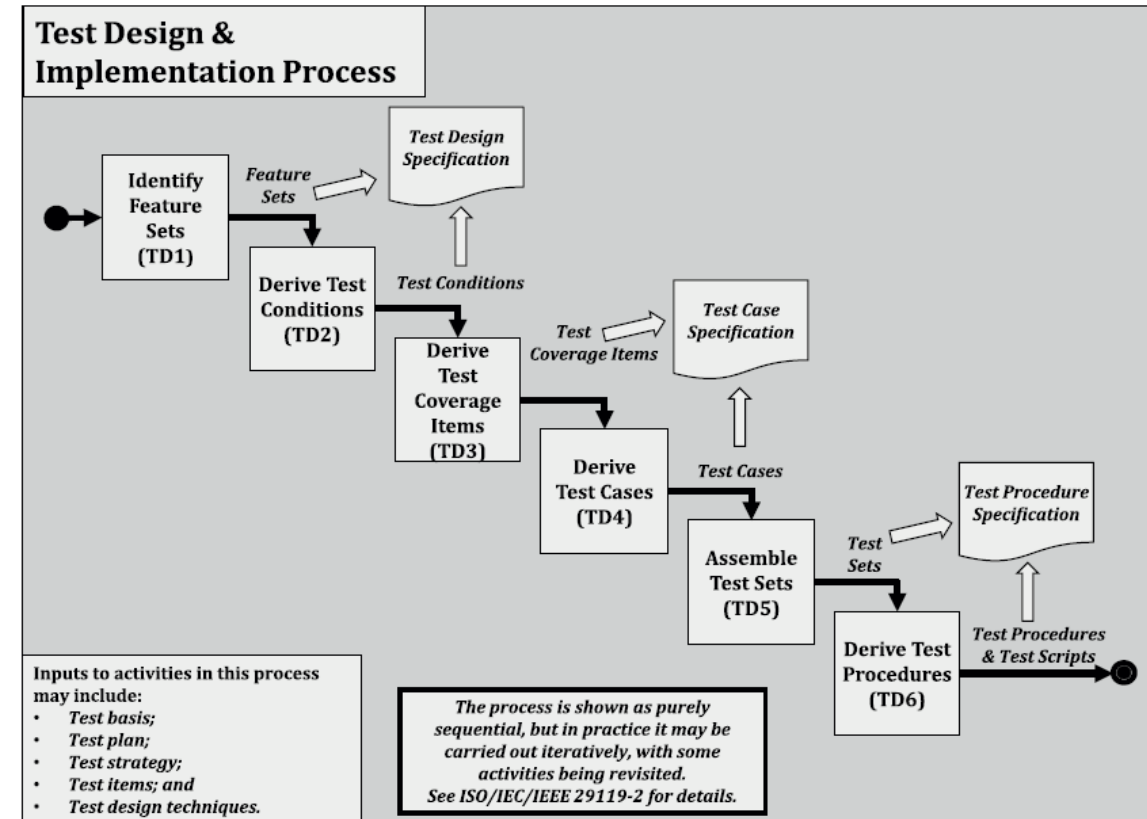 Test Design &
Implementation Process
Test Design
Specification
Identify
Feature
Sets
(TD1)
Feature
Sets
Derive Test
Conditions
(TD2)
Test Conditions
Test Case
Specification
Test
Coverage Items
Derive
Test
Coverage
Items
(TD3)
Derive
Test Cases
(TD4)
Test Cases
Test Procedure
Specification
Assemble
Test Sets
(TD5)
Test
Sets
Derive Test
Procedures
(TD6)
Test Procedures
& Test Scripts
Inputs to activities in this process
may include:
• Test basis;
• Test plan;
• Test strategy;
• Test items; and
• Test design techniques.
The process is shown as purely
sequential, but in practice it may be
carried out iteratively, with some
activities being revisited.
See ISO/IEC/IEEE 29119-2 for details.